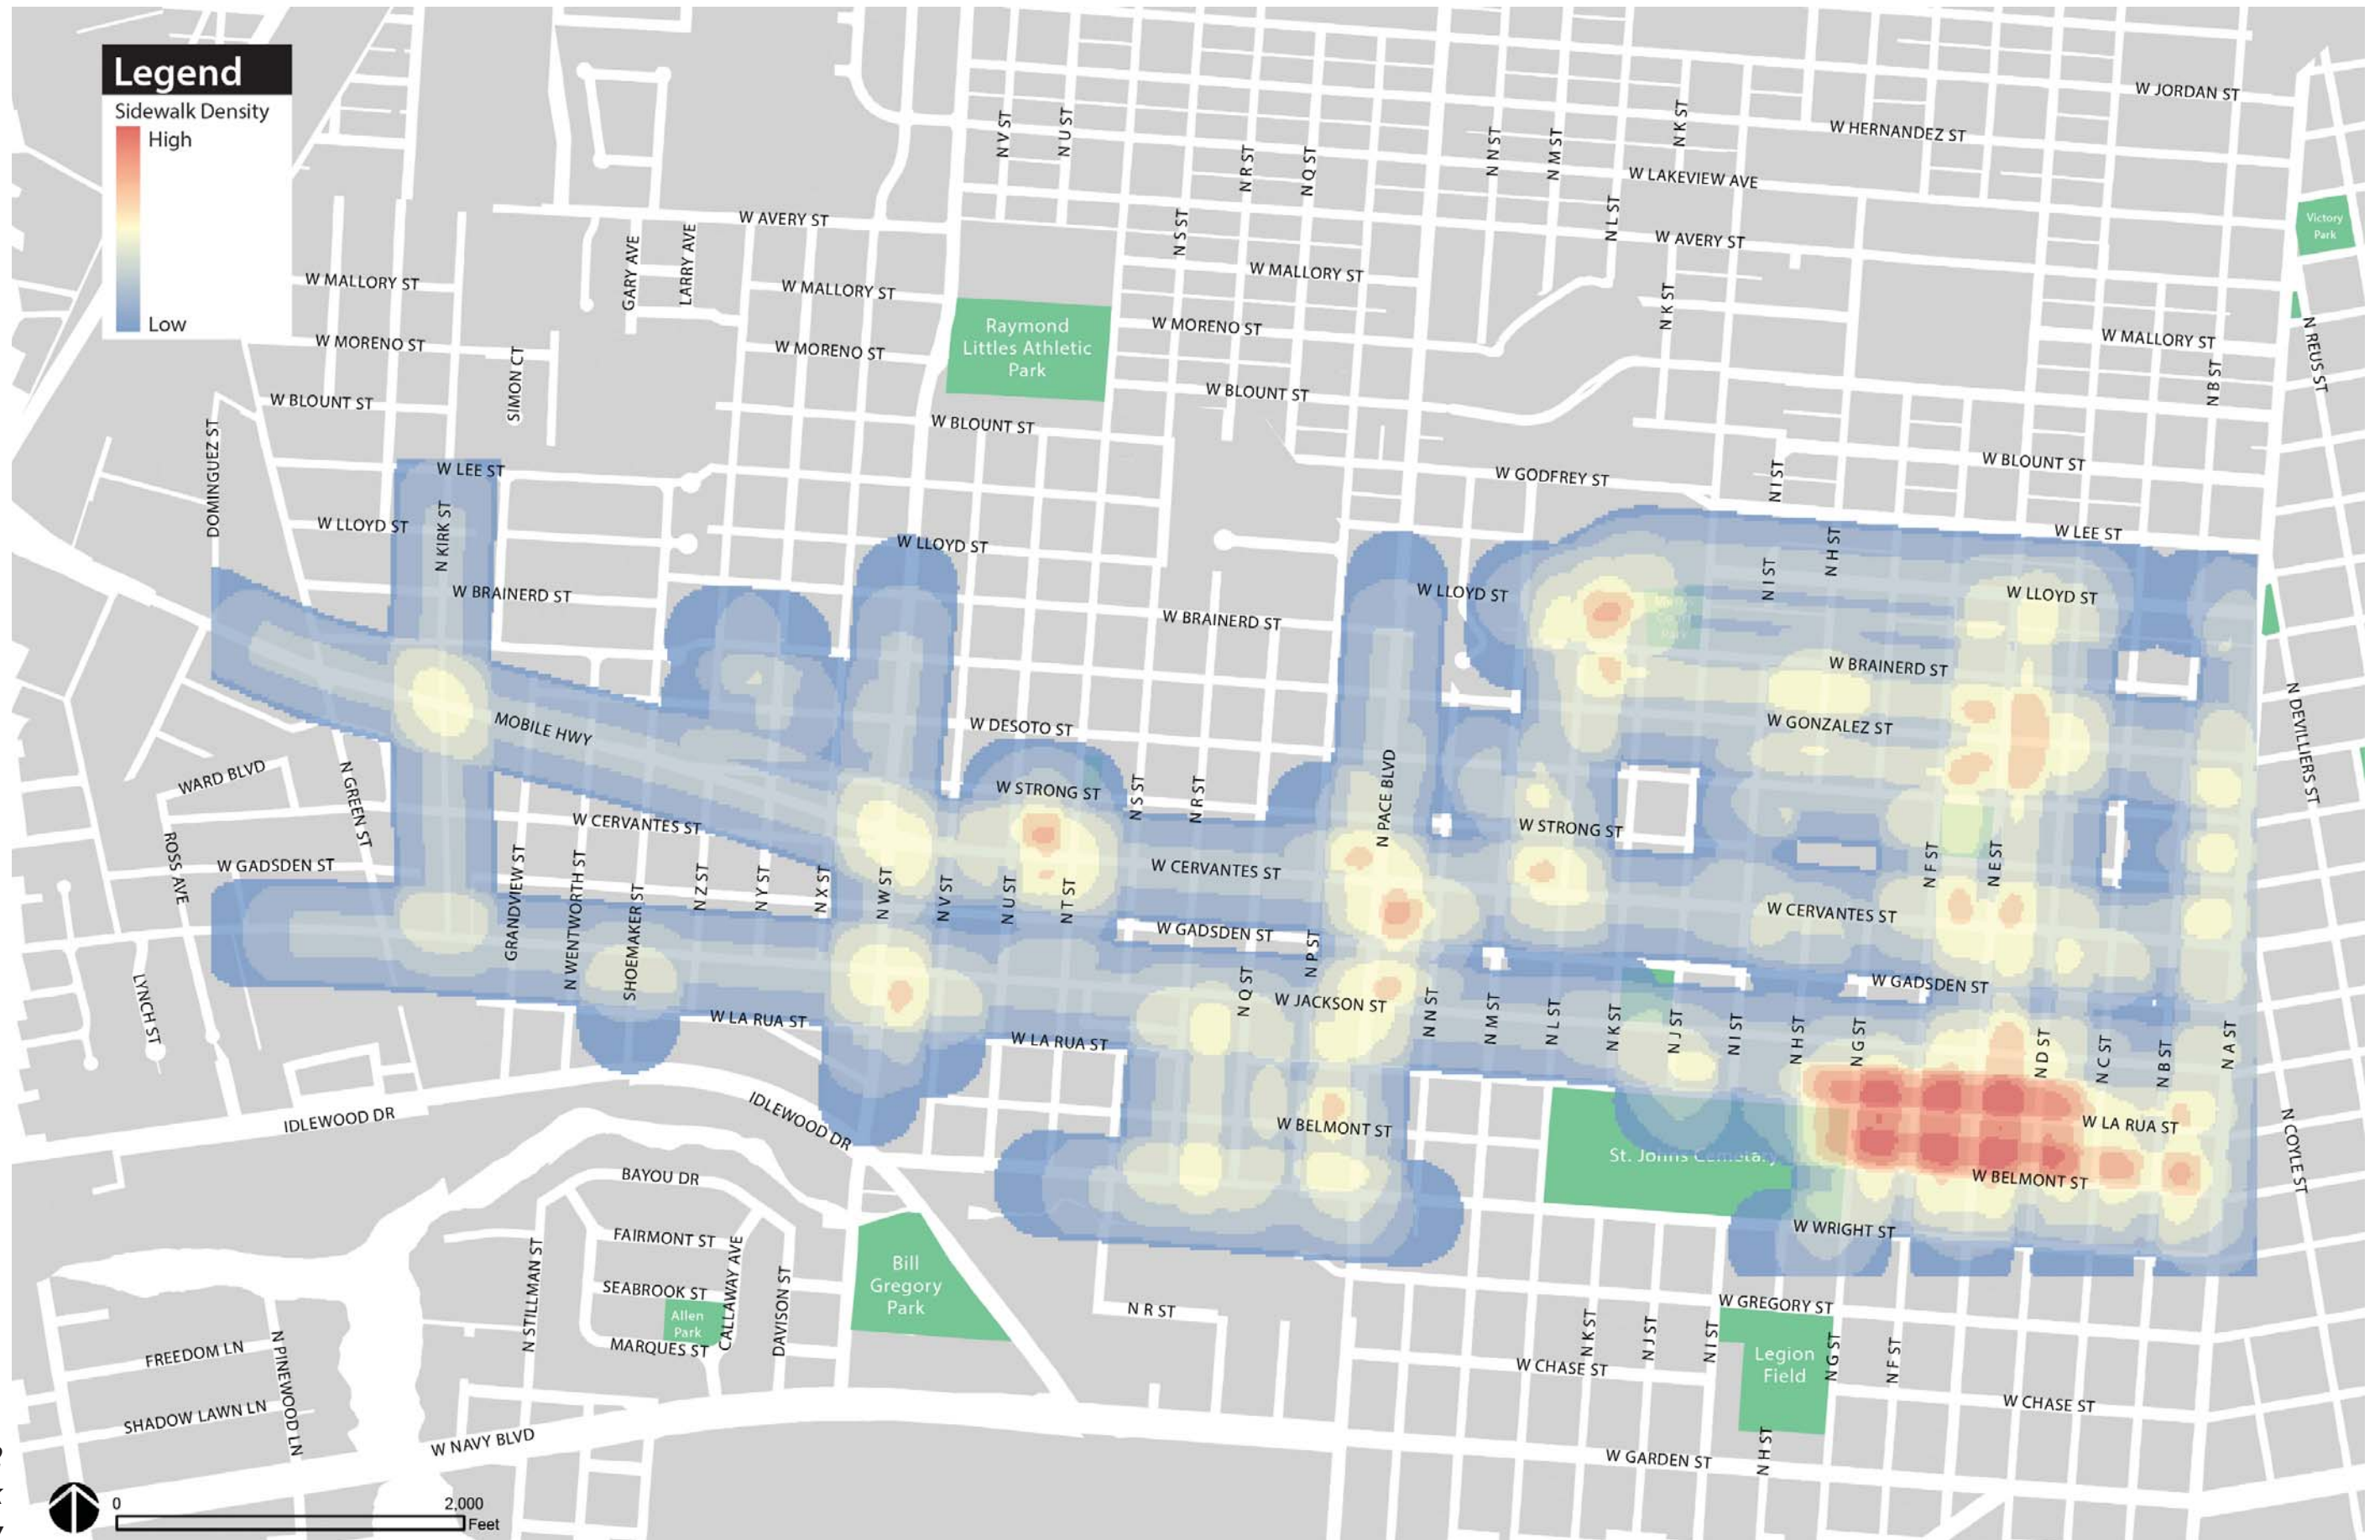 Legend
Sidewalk Density
High
Low
W JORDAN ST
W HERNANDEZ ST
N V ST
N U ST
N K ST
N N ST
N M ST
N R ST
N Q ST
W LAKEVIEW AVE
N S ST
N L ST
W AVERY ST
W AVERY ST
Victory
Park
GARY AVE
LARRY AVE
W MALLORY ST
W MALLORY ST
W MALLORY ST
N K ST
W MORENO ST
W MORENO ST
W MORENO ST
Raymond
Littles Athletic
Park
W MALLORY ST
N REUS ST
SIMON CT
N B ST
W BLOUNT ST
W BLOUNT ST
W BLOUNT ST
W BLOUNT ST
DOMINGUEZ ST
W LEE ST
W GODFREY ST
N I ST
W LLOYD ST
N KIRK ST
W LLOYD ST
N H ST
W LEE ST
W BRAINERD ST
W LLOYD ST
N I ST
W LLOYD ST
W BRAINERD ST
W BRAINERD ST
MOBILE HWY
W DESOTO ST
W GONZALEZ ST
N DEVILLIERS ST
WARD BLVD
N GREEN ST
W STRONG ST
N S ST
N R ST
N PACE BLVD
W CERVANTES ST
W STRONG ST
ROSS AVE
W GADSDEN ST
GRANDVIEW ST
N WENTWORTH ST
SHOEMAKER ST
N Z ST
N Y ST
N X ST
N W ST
N V ST
N U ST
N T ST
W CERVANTES ST
N F ST
N E ST
W CERVANTES ST
W GADSDEN ST
N P ST
LYNCH ST
N Q ST
W JACKSON ST
N N ST
N M ST
N L ST
N K ST
N J ST
N I ST
N H ST
N G ST
W GADSDEN ST
N D ST
N C ST
N B ST
N A ST
W LA RUA ST
W LA RUA ST
IDLEWOOD DR
IDLEWOOD DR
W BELMONT ST
W LA RUA ST
St. Johns Cemetary
N COYLE ST
BAYOU DR
W BELMONT ST
FAIRMONT ST
W WRIGHT ST
N STILLMAN ST
CALLAWAY AVE
DAVISON ST
Bill
Gregory
Park
SEABROOK ST
Allen
Park
MARQUES ST
N R ST
W GREGORY ST
N PINEWOOD LN
FREEDOM LN
N K ST
N J ST
N I ST
Legion
Field
N G ST
N F ST
W CHASE ST
W CHASE ST
SHADOW LAWN LN
W NAVY BLVD
W GARDEN ST
N H ST
0
2,000
Feet